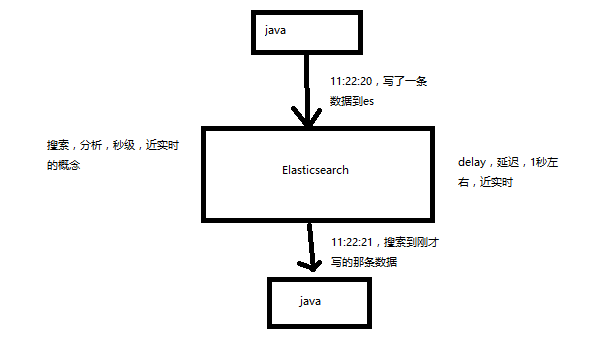 java
11:22:20，写了一条
数据到es
搜索，分析，秒级，近实时
的概念
Elasticsearch
delay，延迟，1秒左
右，近实时
11:22:21，搜索到刚才
写的那条数据
java